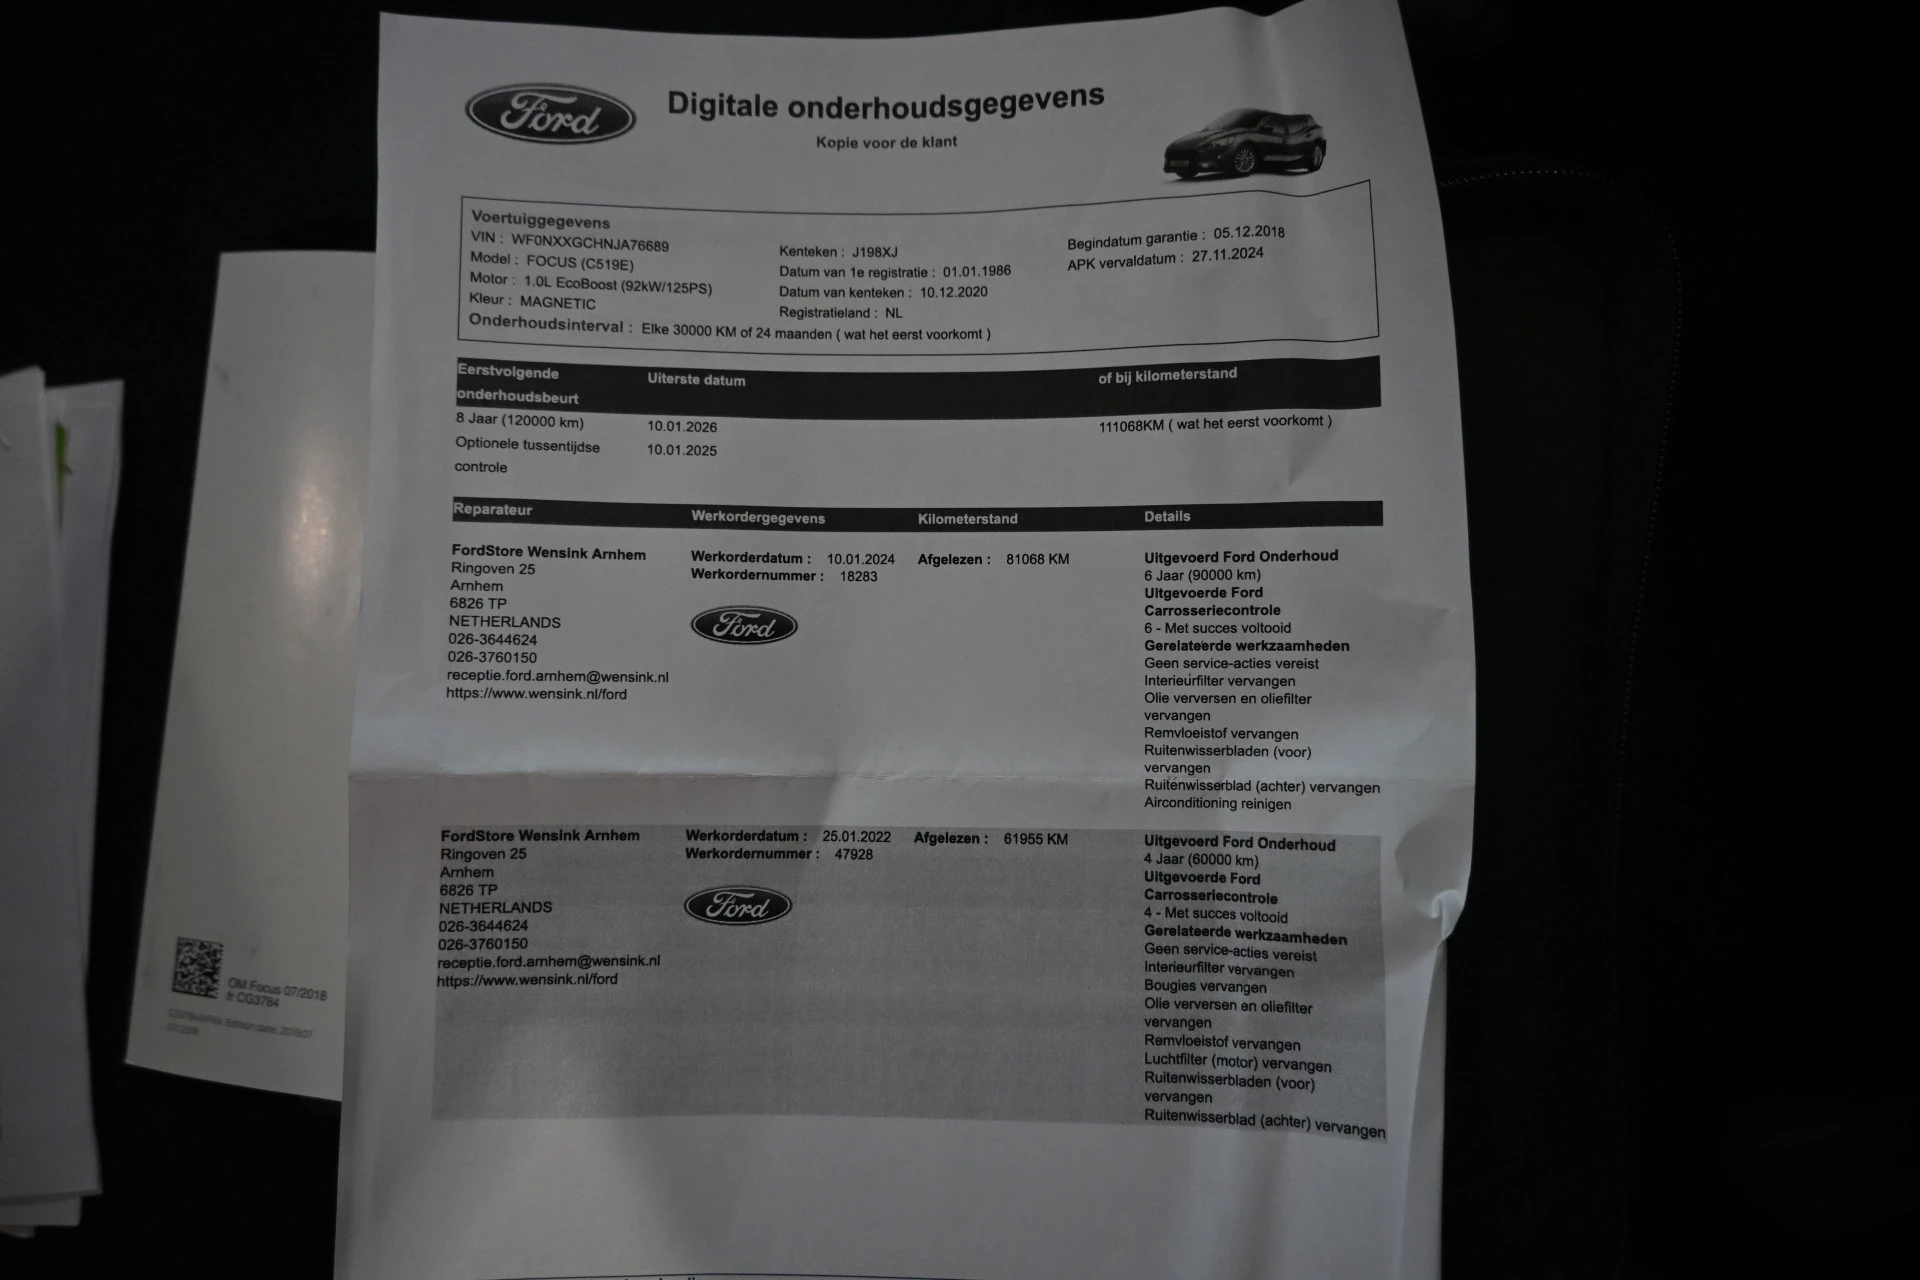 Ford
Digitale onderhoudsgegevens
Kopie voor de klant
Voertuiggegevens
VIN : WF0NXXGCHNJA76689
Model : FOCUS (C519E)
Motor : 1.0L EcoBoost (92kW/125PS)
Kleur : MAGNETIC
Kenteken : J198XJ
Datum van 1e registratie : 01.01.1986
Datum van kenteken : 10.12.2020
Registratieland : NL
Begindatum garantie : 05.12.2018
APK vervaldatum : 27.11.2024
Onderhoudsinterval : Elke 30000 KM of 24 maanden ( wat het eerst voorkomt )
Eerstvolgende
onderhoudsbeurt
Uiterste datum
of bij kilometerstand
8 Jaar (120000 km)
10.01.2026
111068KM ( wat het eerst voorkomt )
Optionele tussentijdse
controle
10.01.2025
Reparateur
Werkordergegevens
Kilometerstand
Details
FordStore Wensink Arnhem
Ringoven 25
Arnhem
6826 TP
NETHERLANDS
026-3644624
026-3760150
receptie.ford.arnhem@wensink.nl
https://www.wensink.nl/ford
Werkorderdatum : 10.01.2024
Werkordernummer : 18283
Ford
Afgelezen : 81068 KM
Uitgevoerd Ford Onderhoud
6 Jaar (90000 km)
Uitgevoerde Ford
Carrosseriecontrole
6 - Met succes voltooid
Gerelateerde werkzaamheden
Geen service-acties vereist
Interieurfilter vervangen
Olie verversen en oliefilter
vervangen
Remvloeistof vervangen
Ruitenwisserbladen (voor)
vervangen
Ruitenwisserblad (achter) vervangen
Airconditioning reinigen
FordStore Wensink Arnhem
Ringoven 25
Arnhem
6826 TP
NETHERLANDS
026-3644624
026-3760150
receptie.ford.arnhem@wensink.nl
https://www.wensink.nl/ford
Werkorderdatum : 25.01.2022
Werkordernummer : 47928
Ford
Afgelezen : 61955 KM
Uitgevoerd Ford Onderhoud
4 Jaar (60000 km)
Uitgevoerde Ford
Carrosseriecontrole
4 - Met succes voltooid
Gerelateerde werkzaamheden
Geen service-acties vereist
Interieurfilter vervangen
Bougies vervangen
Olie verversen en oliefilter
vervangen
Remvloeistof vervangen
Luchtfilter (motor) vervangen
Ruitenwisserbladen (voor)
vervangen
Ruitenwisserblad (achter) vervangen
OM Focus 07/2018
fr CG3784
Edition date: 201807